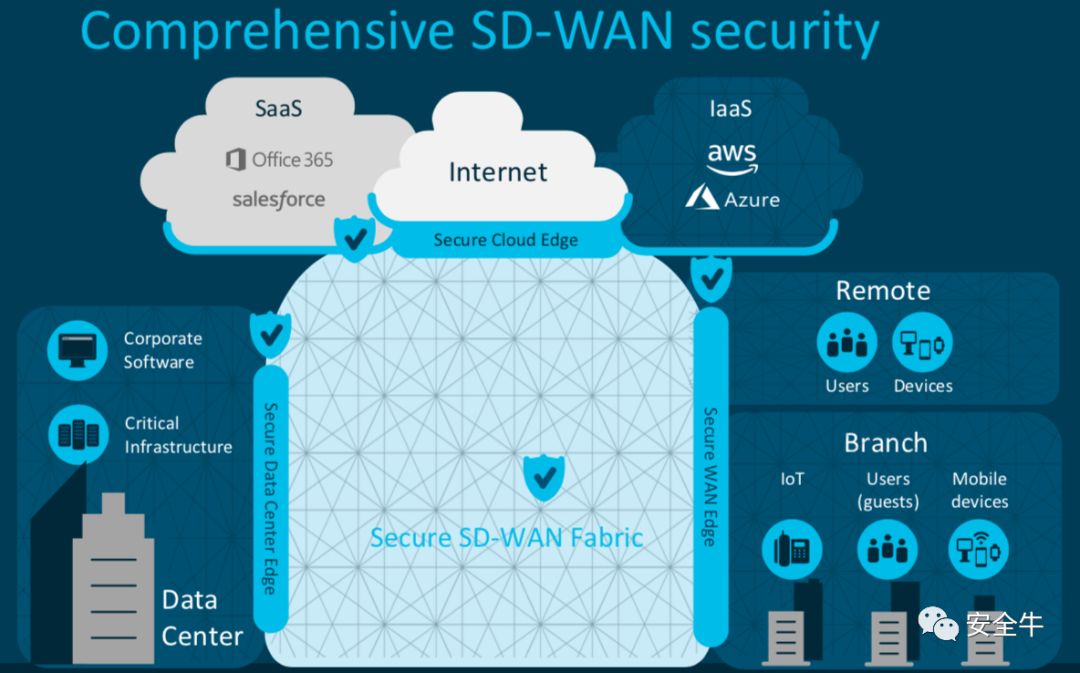 Comprehensive SD-WAN security
SaaS
Office 365
salesforce
Internet
IaaS
aws
Azure
Secure Cloud Edge
Corporate
Software
Critical
Infrastructure
Data
Center
Secure Data Center Edge
Secure SD-WAN Fabric
Secure WAN Edge
Remote
Users
Devices
Branch
IoT
Users
(guests)
Mobile
devices
安全牛